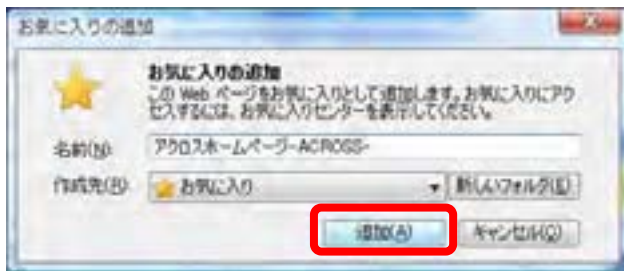 お気に入りの追加
お気に入りの追加
この Web ページをお気に入りとして追加します。お気に入りにアク
セスするには、お気に入りセンターを表示してください。
名前(N): アクロスホームページ-ACROSS-
作成先(R): お気に入り 新しいフォルダ(E)
追加(A) キャンセル(C)